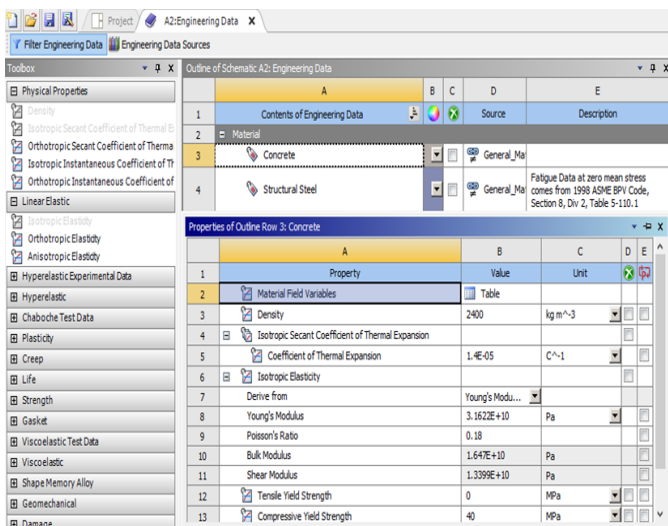 Project
A2:Engineering Data X
Filter Engineering Data Engineering Data Sources
Toolbox
Physical Properties
Density
Isotropic Secant Coefficient of Thermal E
Orthotropic Secant Coefficient of Therma
Isotropic Instantaneous Coefficient of Th
Orthotropic Instantaneous Coefficient of
Linear Elastic
Isotropic Elasticity
Orthotropic Elasticity
Anisotropic Elasticity
Hyperelastic Experimental Data
Hyperelastic
Chaboche Test Data
Plasticity
Creep
Life
Strength
Gasket
Viscoelastic Test Data
Viscoelastic
Shape Memory Alloy
Geomechanical
Damage
Outline of Schematic A2: Engineering Data
A B C D E
1 Contents of Engineering Data Source Description
2 Material
3 Concrete General_Ma
4 Structural Steel General_Ma Fatigue Data at zero mean stress
comes from 1998 ASME BPV Code,
Section 8, Div 2, Table 5-110.1
Properties of Outline Row 3: Concrete
A B C D E
1 Property Value Unit
2 Material Field Variables Table
3 Density 2400 kg m^-3
4 Isotropic Secant Coefficient of Thermal Expansion
5 Coefficient of Thermal Expansion 1.4E-05 C^-1
6 Isotropic Elasticity
7 Derive from Young's Modu...
8 Young's Modulus 3.1622E+10 Pa
9 Poisson's Ratio 0.18
10 Bulk Modulus 1.647E+10 Pa
11 Shear Modulus 1.3399E+10 Pa
12 Tensile Yield Strength 0 MPa
13 Compressive Yield Strength 40 MPa